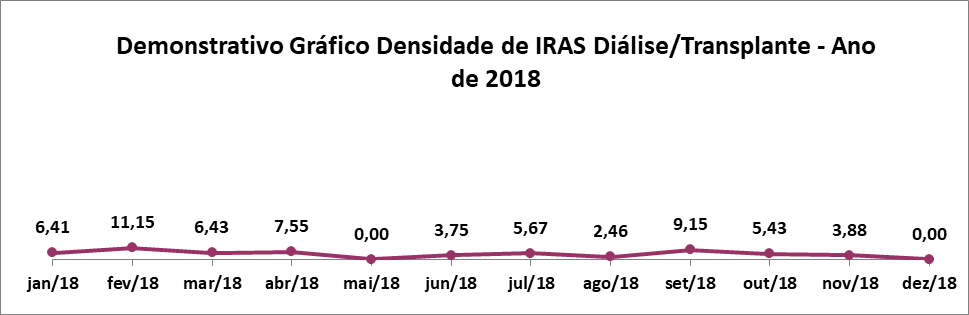 Demonstrativo Gráfico Densidade de IRAS Diálise/Transplante - Ano
de 2018
6,41 11,15 6,43 7,55 0,00 3,75 5,67 2,46 9,15 5,43 3,88 0,00
jan/18 fev/18 mar/18 abr/18 mai/18 jun/18 jul/18 ago/18 set/18 out/18 nov/18 dez/18